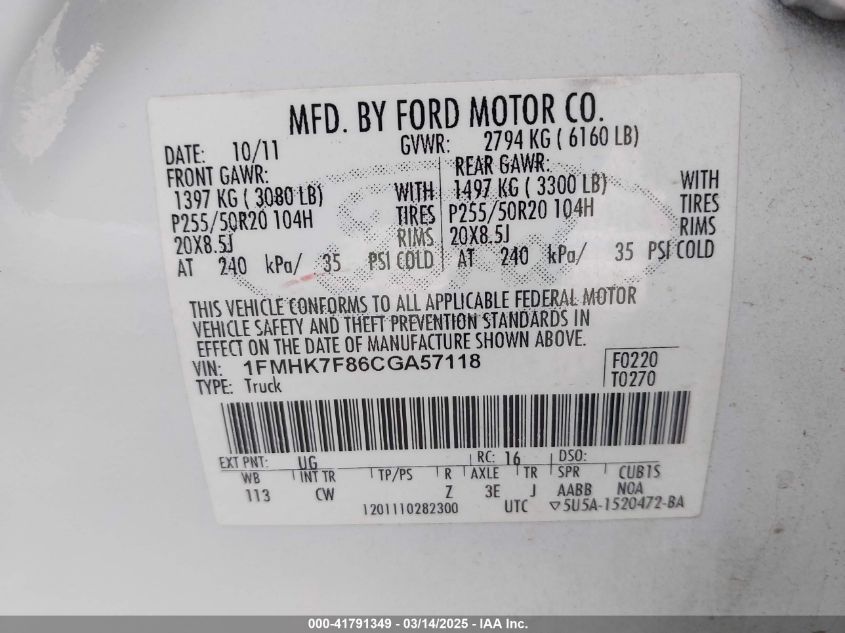 MFD. BY FORD MOTOR CO.
DATE: 10/11 GVWR: 2794 KG ( 6160 LB)
FRONT GAWR: REAR GAWR:
1397 KG ( 3080 LB) WITH 1497 KG ( 3300 LB) WITH
P255/50R20 104H TIRES P255/50R20 104H TIRES
20X8.5J RIMS 20X8.5J RIMS
AT 240 kPa/ 35 PSI COLD AT 240 kPa/ 35 PSI COLD
THIS VEHICLE CONFORMS TO ALL APPLICABLE FEDERAL MOTOR
VEHICLE SAFETY AND THEFT PREVENTION STANDARDS IN
EFFECT ON THE DATE OF MANUFACTURE SHOWN ABOVE.
VIN: 1FMHK7F86CGA57118 F0220
TYPE: Truck T0270
EXT PNT: UG RC: 16 DSO:
WB INT TR TP/PS R AXLE TR SPR CUB1S
113 CW Z 3E J AABB N0A
1201110282300 UTC ▽5U5A-1520472-BA
000-41791349 - 03/14/2025 - IAA Inc.